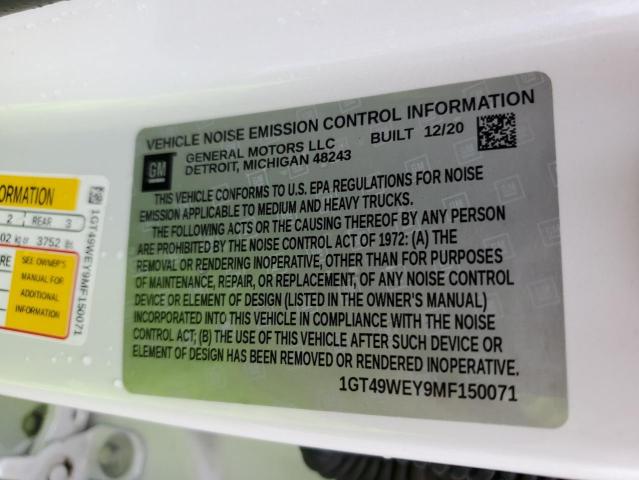 VEHICLE NOISE EMISSION CONTROL INFORMATION
GM
GENERAL MOTORS LLC BUILT 12/20
DETROIT, MICHIGAN 48243
THIS VEHICLE CONFORMS TO U.S. EPA REGULATIONS FOR NOISE
EMISSION APPLICABLE TO MEDIUM AND HEAVY TRUCKS.
THE FOLLOWING ACTS OR THE CAUSING THEREOF BY ANY PERSON
ARE PROHIBITED BY THE NOISE CONTROL ACT OF 1972: (A) THE
REMOVAL OR RENDERING INOPERATIVE, OTHER THAN FOR PURPOSES
OF MAINTENANCE, REPAIR, OR REPLACEMENT, OF ANY NOISE CONTROL
DEVICE OR ELEMENT OF DESIGN (LISTED IN THE OWNER'S MANUAL)
INCORPORATED INTO THIS VEHICLE IN COMPLIANCE WITH THE NOISE
CONTROL ACT; (B) THE USE OF THIS VEHICLE AFTER SUCH DEVICE OR
ELEMENT OF DESIGN HAS BEEN REMOVED OR RENDERED INOPERATIVE.
1GT49WEY9MF150071
2 REAR 3
02 kg or 3752 lbs
SEE OWNER'S
MANUAL FOR
ADDITIONAL
INFORMATION
1GT49WEY9MF150071